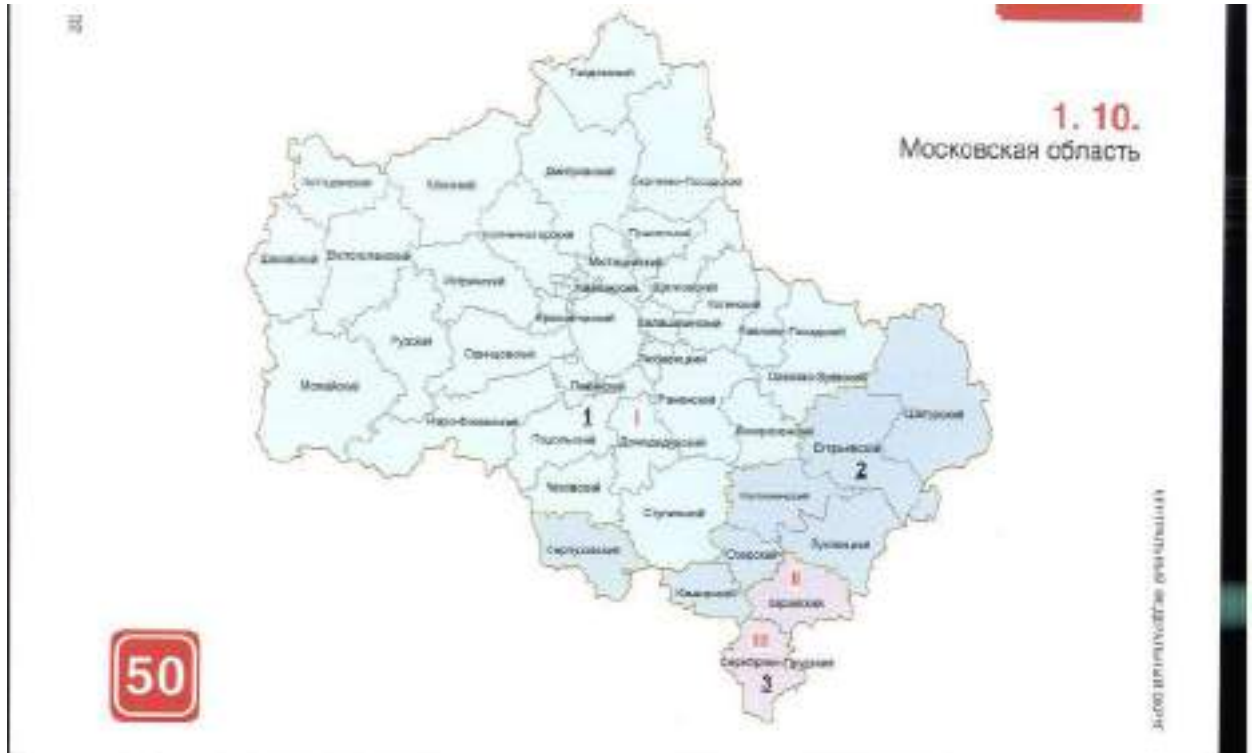 1. 10.
Московская область
Талдомский
Дмитровский
Сергиево-Посадский
Клинский
Солнечногорский
Пушкинский
Шаховской
Волоколамский
Истринский
Мытищинский
Щелковский
Ногинский
Красногорский
Балашихинский
Павлово-Посадский
Рузский
Одинцовский
Люберецкий
Орехово-Зуевский
Можайский
Ленинский
Раменский
Шатурский
Наро-Фоминский
1
I
Подольский
Домодедовский
Воскресенский
Егорьевский
2
Чеховский
Коломенский
Ступинский
Серпуховский
Озерский
Луховицкий
Каширский
II
Зарайский
III
Серебряно-Прудский
3
50